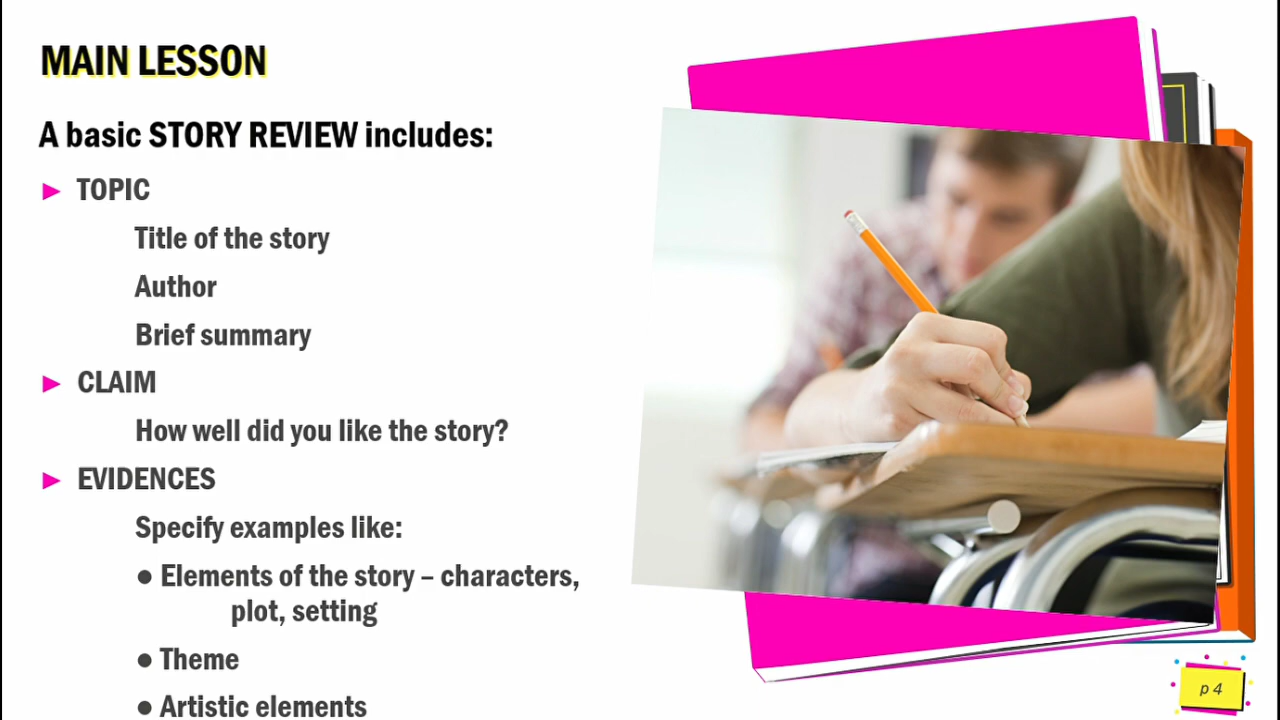 MAIN LESSON
A basic STORY REVIEW includes:
► TOPIC
Title of the story
Author
Brief summary
► CLAIM
How well did you like the story?
► EVIDENCES
Specify examples like:
● Elements of the story – characters,
plot, setting
● Theme
● Artistic elements
p 4